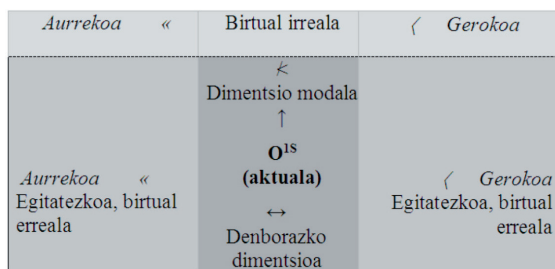 Aurrekoa « Birtual irreala 〈 Gerokoa
≮
Dimentsio modala
↑
O¹ˢ
(aktuala)
Aurrekoa « 〈 Gerokoa
Egitatezkoa, birtual ↔ Egitatezkoa, birtual
erreala Denborazko erreala
dimentsioa